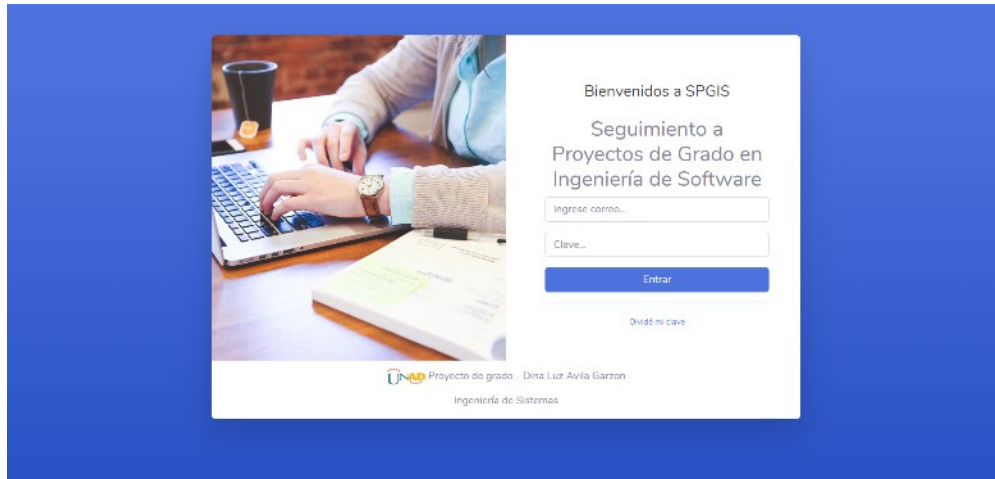 Bienvenidos a SPGIS
Seguimiento a
Proyectos de Grado en
Ingeniería de Software
Ingrese correo...
Clave...
Entrar
Olvidé mi clave
UNAD Proyecto de grado - Dina Luz Avila Garzon
Ingeniería de Sistemas